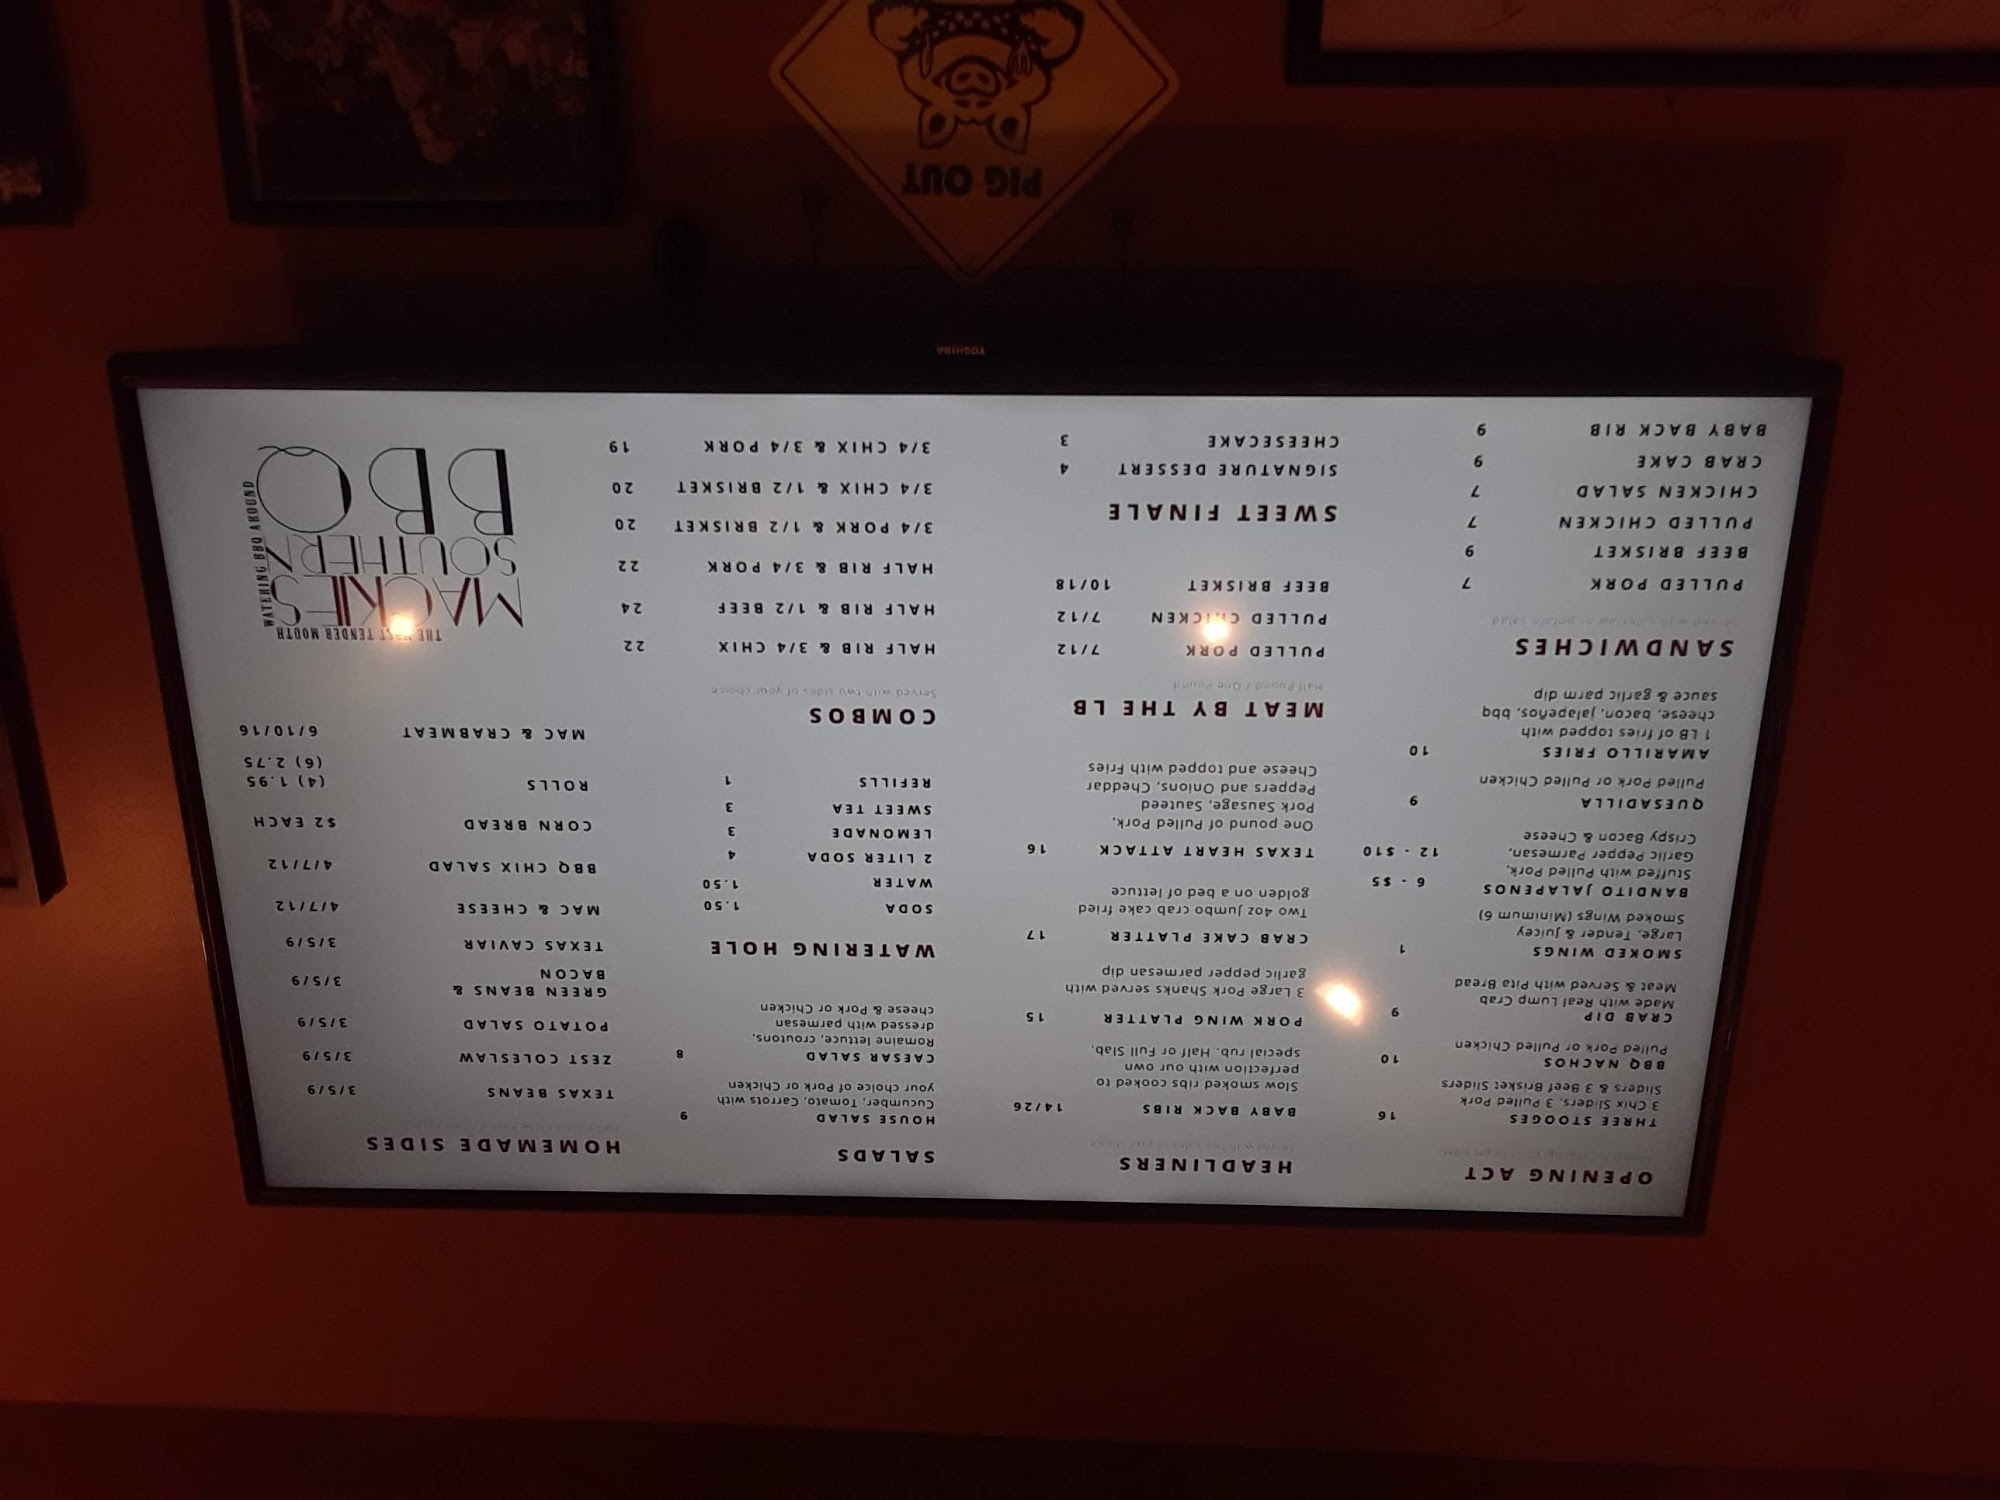 OPENING ACT
THREE STOOGES 16
3 Chix Sliders, 3 Pulled Pork
Sliders & 3 Beef Brisket Sliders
BBQ NACHOS 10
Pulled Pork or Pulled Chicken
CRAB DIP 9
Made with Real Lump Crab
Meat & Served with Pita Bread
SMOKED WINGS 1
Large, Tender & Juicey
Smoked Wings (Minimum 6)
BANDITO JALAPENOS 6 - $5
Stuffed with Pulled Pork, 12 - $10
Garlic Pepper Parmesan,
Crispy Bacon & Cheese
QUESADILLA 9
Pulled Pork or Pulled Chicken
AMARILLO FRIES 10
1 LB of fries topped with
cheese, bacon, jalapeños, bbq
sauce & garlic parm dip
SANDWICHES
Served with coleslaw or potato salad
PULLED PORK 7
BEEF BRISKET 9
PULLED CHICKEN 7
CHICKEN SALAD 7
CRAB CAKE 9
BABY BACK RIB 9
HEADLINERS
Served with two sides of your choice
BABY BACK RIBS 14/26
Slow smoked ribs cooked to
perfection with our own
special rub. Half or Full Slab.
PORK WING PLATTER 15
3 Large Pork Shanks served with
garlic pepper parmesan dip
CRAB CAKE PLATTER 17
Two 4oz jumbo crab cake fried
golden on a bed of lettuce
TEXAS HEART ATTACK 16
One pound of Pulled Pork,
Pork Sausage, Sauteed
Peppers and Onions, Cheddar
Cheese and topped with Fries
MEAT BY THE LB
Half Pound / One Pound
PULLED PORK 7/12
PULLED CHICKEN 7/12
BEEF BRISKET 10/18
SWEET FINALE
SIGNATURE DESSERT 4
CHEESECAKE 3
SALADS
HOUSE SALAD 9
Cucumber, Tomato, Carrots with
your choice of Pork or Chicken
CAESAR SALAD 8
Romaine lettuce, croutons,
dressed with parmesan
cheese & Pork or Chicken
WATERING HOLE
SODA 1.50
WATER 1.50
2 LITER SODA 4
LEMONADE 3
SWEET TEA 3
REFILLS 1
COMBOS
Served with two sides of your choice
HALF RIB & 3/4 CHIX 22
HALF RIB & 1/2 BEEF 24
HALF RIB & 3/4 PORK 22
3/4 PORK & 1/2 BRISKET 20
3/4 CHIX & 1/2 BRISKET 20
3/4 CHIX & 3/4 PORK 19
HOMEMADE SIDES
TEXAS BEANS 3/5/9
ZEST COLESLAW 3/5/9
POTATO SALAD 3/5/9
GREEN BEANS & 3/5/9
BACON
TEXAS CAVIAR 3/5/9
MAC & CHEESE 4/7/12
BBQ CHIX SALAD 4/7/12
CORN BREAD $2 EACH
ROLLS (4) 1.95
(6) 2.75
MAC & CRABMEAT 6/10/16
THE MOST TENDER MOUTH
MACKIE'S
SOUTHERN
BBQ
WATERING BBQ AROUND
TOSHIBA
PIG OUT